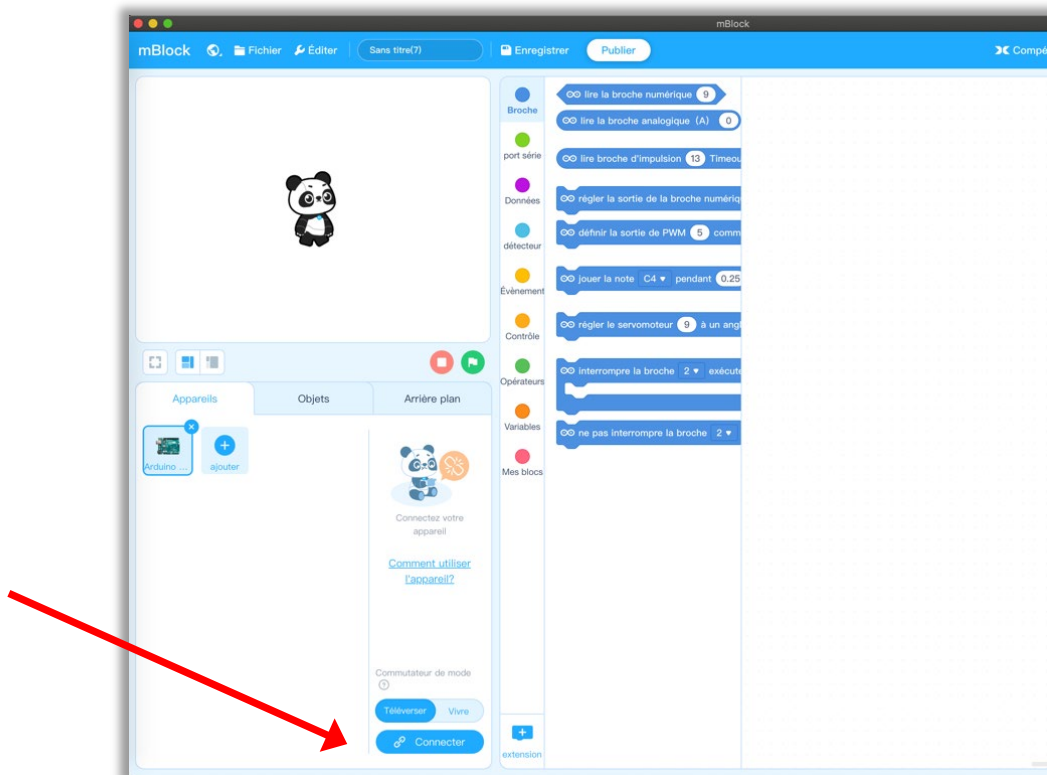 mBlock
mBlock Fichier Éditer Sans titre(7) Enregistrer Publier Compé
Broche
port série
Données
détecteur
Évènement
Contrôle
Opérateurs
Variables
Mes blocs
extension
lire la broche numérique 9
lire la broche analogique (A) 0
lire broche d'impulsion 13 Timeou
régler la sortie de la broche numériq
définir la sortie de PWM 5 comm
jouer la note C4 ▾ pendant 0.25
régler le servomoteur 9 à un angl
interrompre la broche 2 ▾ exécute
ne pas interrompre la broche 2 ▾
Appareils Objets Arrière plan
Arduino ...
ajouter
Connectez votre
appareil
Comment utiliser
l'appareil?
Commutateur de mode
?
Téléverser Vivre
Connecter